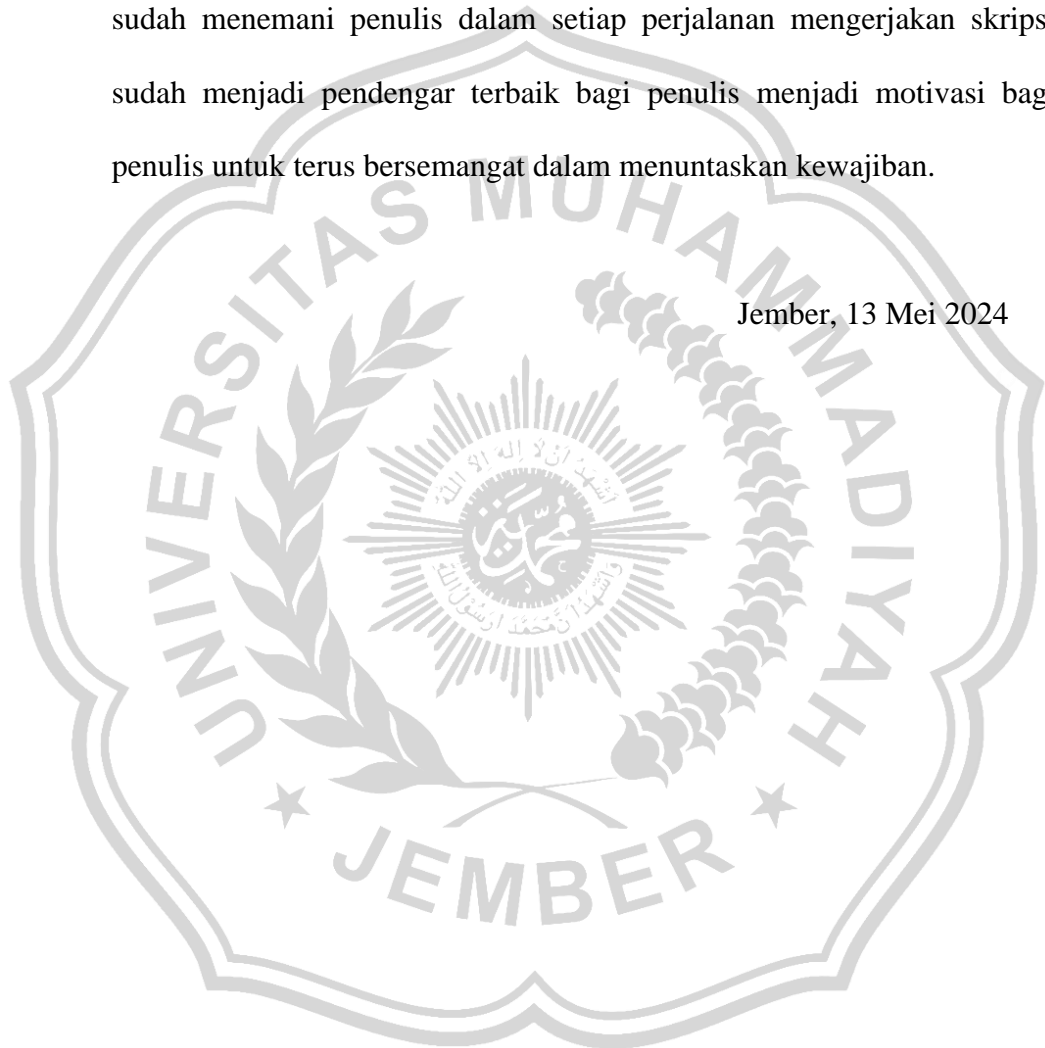 sudah menemani penulis dalam setiap perjalanan mengerjakan skrips
sudah menjadi pendengar terbaik bagi penulis menjadi motivasi bag
penulis untuk terus bersemangat dalam menuntaskan kewajiban.
Jember, 13 Mei 2024
UNIVERSITAS MUHAMMADIYAH
JEMBER